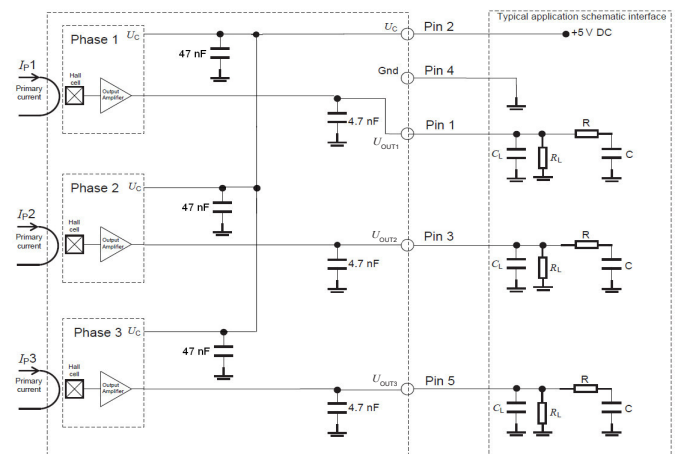 Typical application schematic interface
Phase 1 UC
UC Pin 2
+5 V DC
47 nF
IP1
Primary
current
Hall
cell
Output
Amplifier
Gnd Pin 4
4.7 nF
UOUT1
Pin 1
R
CL
RL
C
Phase 2 UC
47 nF
IP2
Primary
current
Hall
cell
Output
Amplifier
UOUT2 Pin 3
4.7 nF
R
CL
RL
C
Phase 3 UC
47 nF
IP3
Primary
current
Hall
cell
Output
Amplifier
UOUT3 Pin 5
4.7 nF
R
CL
RL
C